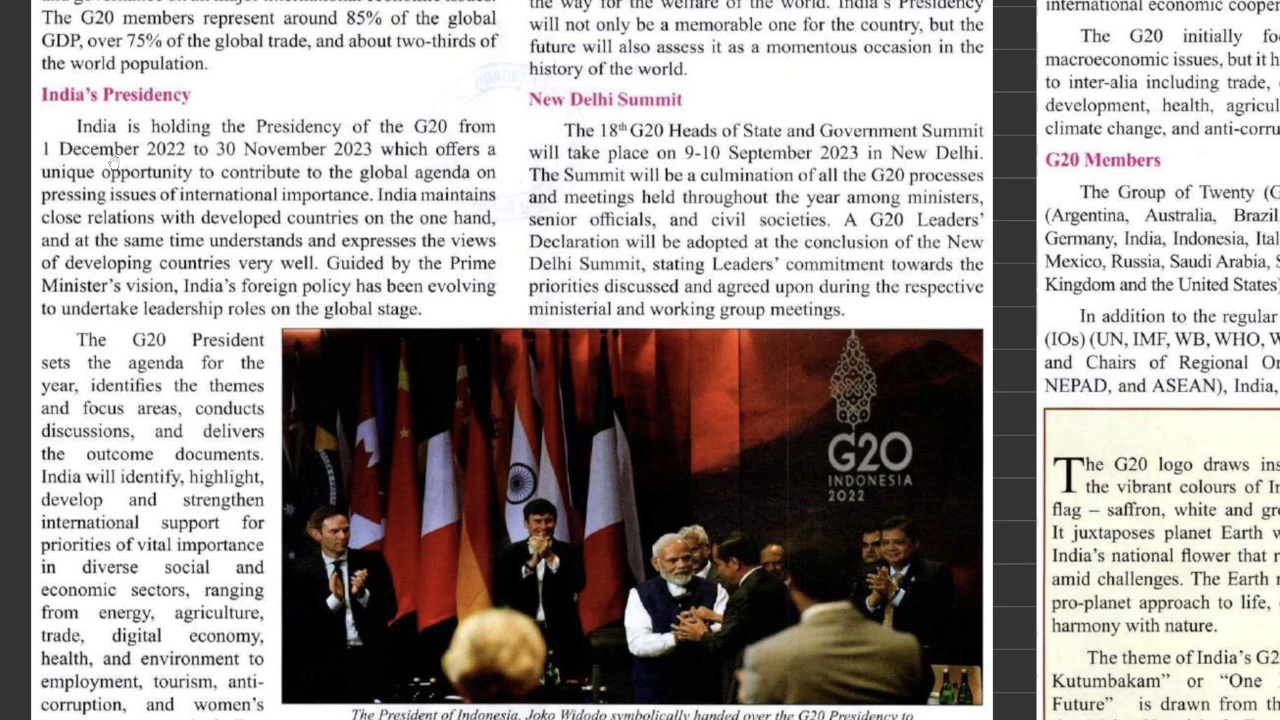 The G20 members represent around 85% of the global
GDP, over 75% of the global trade, and about two-thirds of
the world population.
India's Presidency
India is holding the Presidency of the G20 from
1 December 2022 to 30 November 2023 which offers a
unique opportunity to contribute to the global agenda on
pressing issues of international importance. India maintains
close relations with developed countries on the one hand,
and at the same time understands and expresses the views
of developing countries very well. Guided by the Prime
Minister's vision, India's foreign policy has been evolving
to undertake leadership roles on the global stage.
The G20 President
sets the agenda for the
year, identifies the themes
and focus areas, conducts
discussions, and delivers
the outcome documents.
India will identify, highlight,
develop and strengthen
international support for
priorities of vital importance
in diverse social and
economic sectors, ranging
from energy, agriculture,
trade, digital economy,
health, and environment to
employment, tourism, anti-
corruption, and women's
the way for the welfare of the world. India's Presidency
will not only be a memorable one for the country, but the
future will also assess it as a momentous occasion in the
history of the world.
New Delhi Summit
The 18th G20 Heads of State and Government Summit
will take place on 9-10 September 2023 in New Delhi.
The Summit will be a culmination of all the G20 processes
and meetings held throughout the year among ministers,
senior officials, and civil societies. A G20 Leaders'
Declaration will be adopted at the conclusion of the New
Delhi Summit, stating Leaders' commitment towards the
priorities discussed and agreed upon during the respective
ministerial and working group meetings.
G20
INDONESIA
2022
The President of Indonesia, Joko Widodo symbolically handed over the G20 Presidency to
international economic
The G20 initially
macroeconomic issues, but it
to inter-alia including trade,
development, health,
climate change, and
G20 Members
The Group of Twenty
(Argentina, Australia,
Germany, India, Indonesia,
Mexico, Russia, Saudi Arabia,
Kingdom and the United States)
In addition to the regular
(IOs) (UN, IMF, WB, WHO,
and Chairs of Regional
NEPAD, and ASEAN), India,
The G20 logo draws
the vibrant colours of
flag – saffron, white and
It juxtaposes planet Earth
India's national flower that
amid challenges. The Earth
pro-planet approach to life,
harmony with nature.
The theme of India's
Kutumbakam" or "One
Future" is drawn from